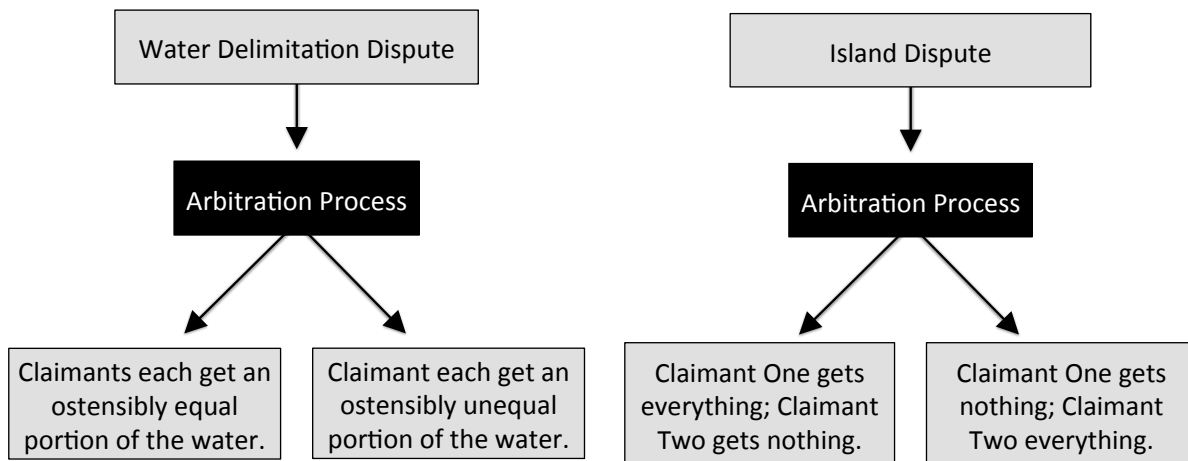 Water Delimitation Dispute
Arbitration Process
Claimants each get an
ostensibly equal
portion of the water.
Claimant each get an
ostensibly unequal
portion of the water.
Island Dispute
Arbitration Process
Claimant One gets
everything; Claimant
Two gets nothing.
Claimant One gets
nothing; Claimant
Two everything.